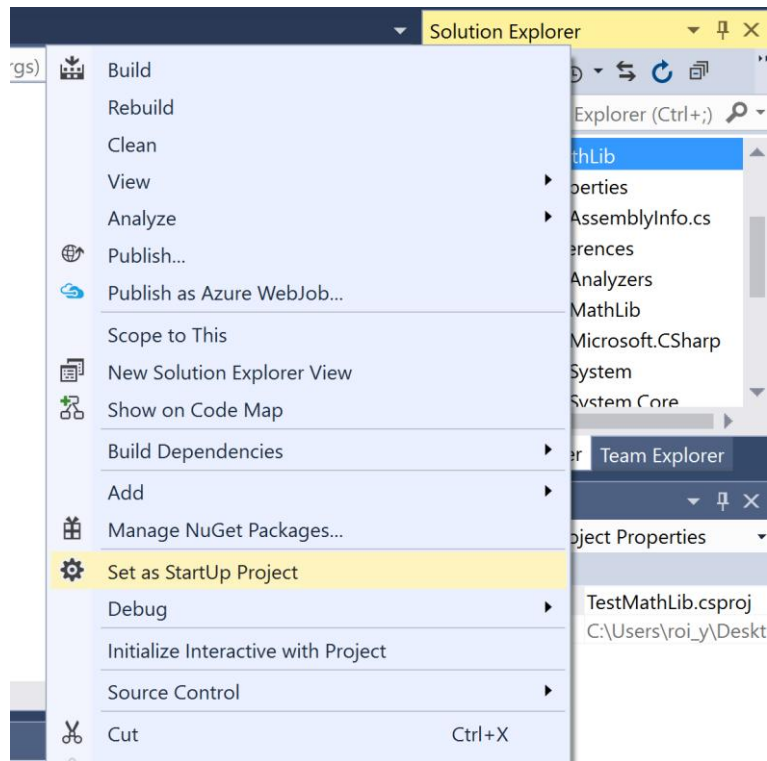 Solution Explorer
rgs)
Build
Rebuild
Clean
View
Analyze
Publish...
Publish as Azure WebJob...
Scope to This
New Solution Explorer View
Show on Code Map
Build Dependencies
Add
Manage NuGet Packages...
Set as StartUp Project
Debug
Initialize Interactive with Project
Source Control
Cut Ctrl+X
Explorer (Ctrl+;)
thLib
perties
AssemblyInfo.cs
erences
Analyzers
MathLib
Microsoft.CSharp
System
System Core
er Team Explorer
oject Properties
TestMathLib.csproj
C:\Users\roi_y\Deskt